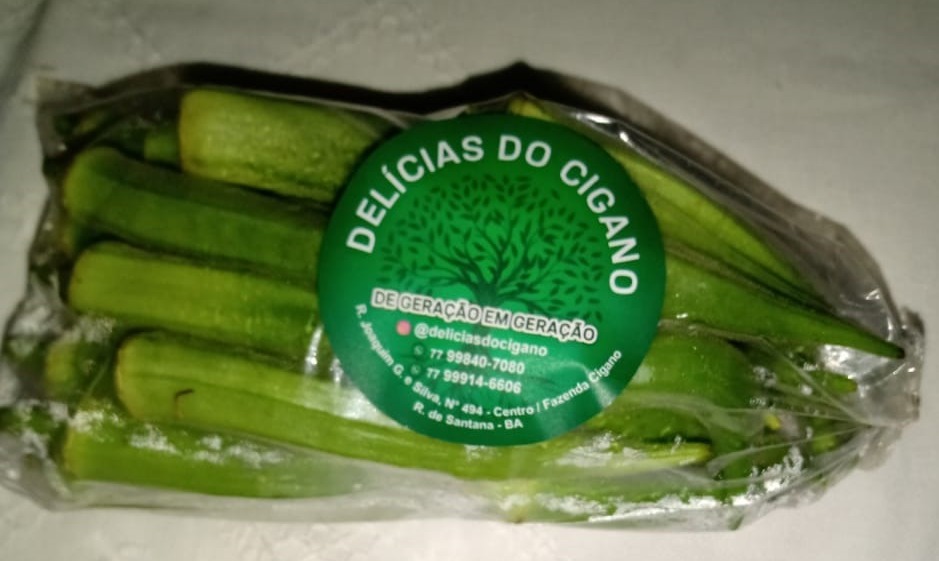 DELÍCIAS DO CIGANO
DE GERAÇÃO EM GERAÇÃO
@deliciasdocigano
77 99840-7080
77 99914-6606
R. Joaquim G. e Silva, N° 494 - Centro / Fazenda Cigano
R. de Santana - BA